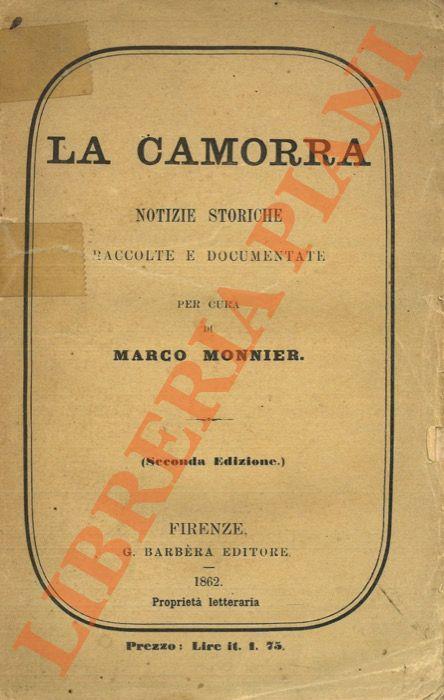 LA CAMORRA
NOTIZIE STORICHE
RACCOLTE E DOCUMENTATE
PER CURA
DI
MARCO MONNIER.
(Seconda Edizione.)
FIRENZE,
G. BARBÈRA EDITORE.
1862.
Proprietà letteraria
Prezzo: Lire it. 1. 75.
LIBRERIA PIANI